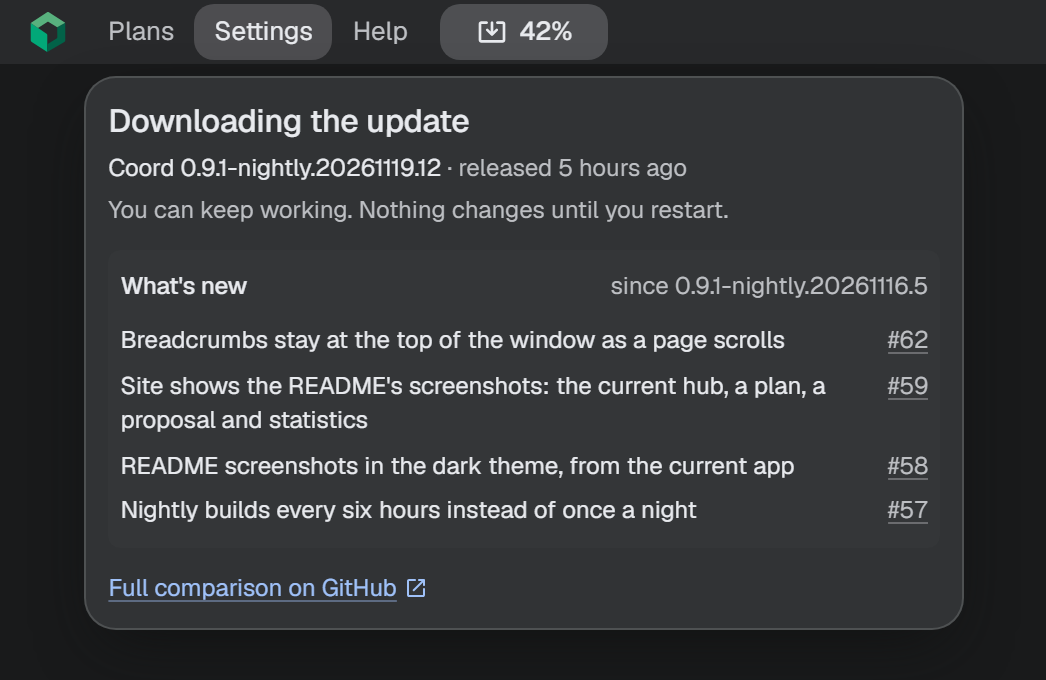 Plans Settings Help 42%
Downloading the update
Coord 0.9.1-nightly.20261119.12 · released 5 hours ago
You can keep working. Nothing changes until you restart.
What's new since 0.9.1-nightly.20261116.5
Breadcrumbs stay at the top of the window as a page scrolls #62
Site shows the README's screenshots: the current hub, a plan, a #59
proposal and statistics
README screenshots in the dark theme, from the current app #58
Nightly builds every six hours instead of once a night #57
Full comparison on GitHub